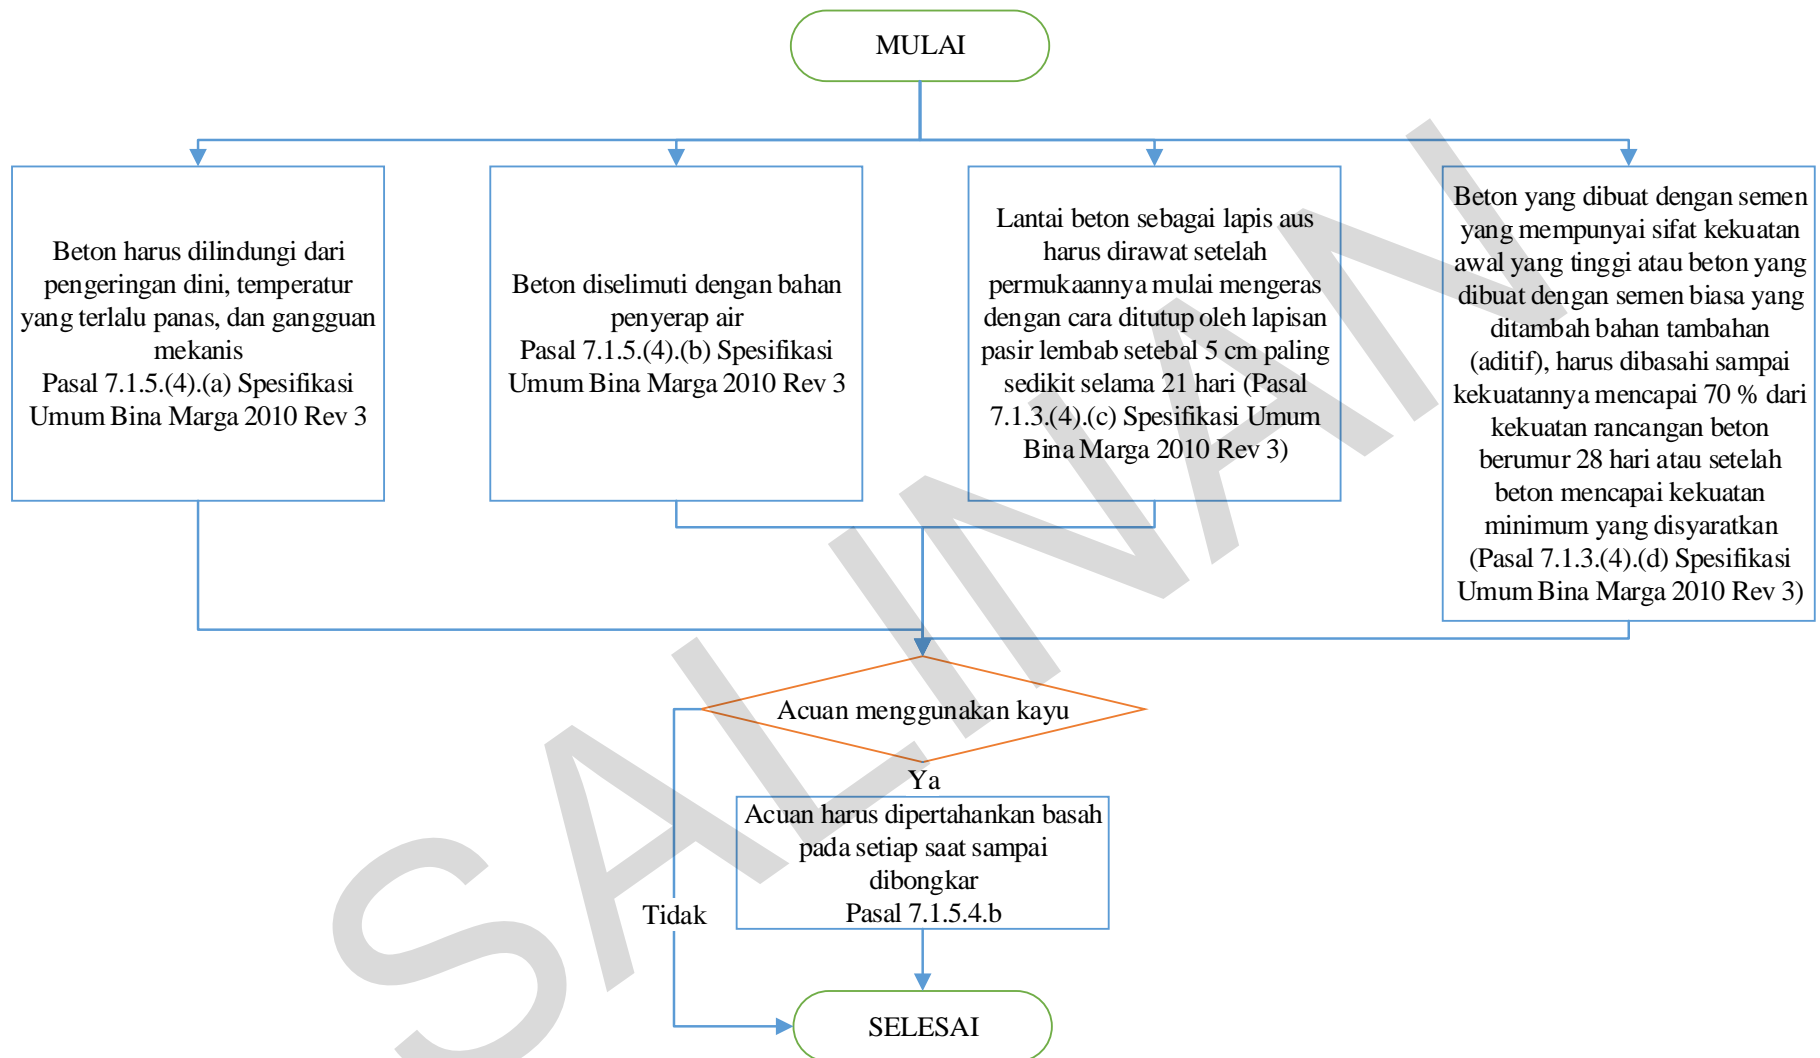 MULAI
Beton harus dilindungi dari
pengeringan dini, temperatur
yang terlalu panas, dan gangguan
mekanis
Pasal 7.1.5.(4).(a) Spesifikasi
Umum Bina Marga 2010 Rev 3
Beton diselimuti dengan bahan
penyerap air
Pasal 7.1.5.(4).(b) Spesifikasi
Umum Bina Marga 2010 Rev 3
Lantai beton sebagai lapis aus
harus dirawat setelah
permukaannya mulai mengeras
dengan cara ditutup oleh lapisan
pasir lembab setebal 5 cm paling
sedikit selama 21 hari (Pasal
7.1.3.(4).(c) Spesifikasi Umum
Bina Marga 2010 Rev 3)
Beton yang dibuat dengan semen
yang mempunyai sifat kekuatan
awal yang tinggi atau beton yang
dibuat dengan semen biasa yang
ditambah bahan tambahan
(aditif), harus dibasahi sampai
kekuatannya mencapai 70 % dari
kekuatan rancangan beton
berumur 28 hari atau setelah
beton mencapai kekuatan
minimum yang disyaratkan
(Pasal 7.1.3.(4).(d) Spesifikasi
Umum Bina Marga 2010 Rev 3)
Acuan menggunakan kayu
Ya
Acuan harus dipertahankan basah
pada setiap saat sampai
dibongkar
Pasal 7.1.5.4.b
Tidak
SELESAI
SALINAN